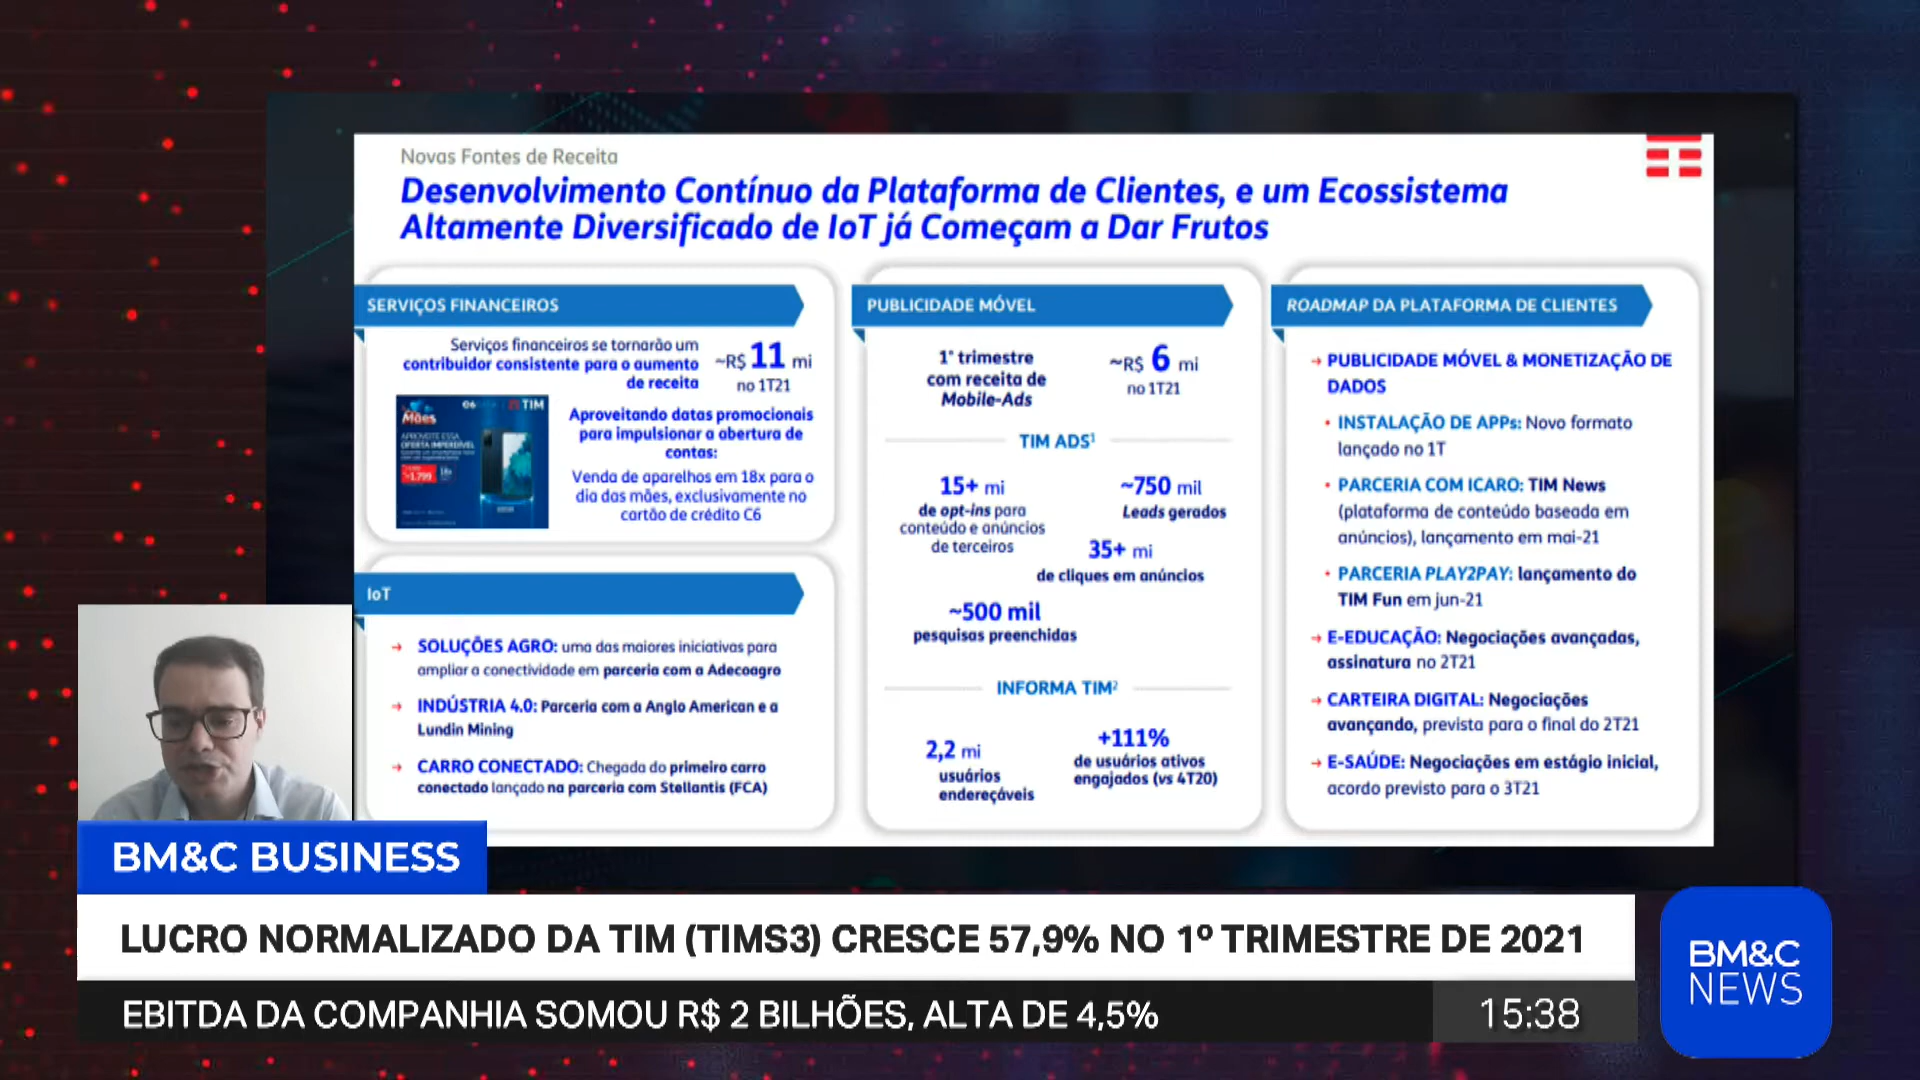 Novas Fontes de Receita
Desenvolvimento Contínuo da Plataforma de Clientes, e um Ecossistema
Altamente Diversificado de IoT já Começam a Dar Frutos
SERVIÇOS FINANCEIROS
Serviços financeiros se tornarão um
contribuidor consistente para o aumento
de receita
~R$ 11 mi
no 1T21
Mães
TIM
APROVEITE ESSA
OFERTA IMPERDÍVEL
1.799
18x
Aproveitando datas promocionais
para impulsionar a abertura de
contas:
Venda de aparelhos em 18x para o
dia das mães, exclusivamente no
cartão de crédito C6
IoT
→ SOLUÇÕES AGRO: uma das maiores iniciativas para
ampliar a conectividade em parceria com a Adecoagro
→ INDÚSTRIA 4.0: Parceria com a Anglo American e a
Lundin Mining
→ CARRO CONECTADO: Chegada do primeiro carro
conectado lançado na parceria com Stellantis (FCA)
PUBLICIDADE MÓVEL
1° trimestre
com receita de
Mobile-Ads
~R$ 6 mi
no 1T21
TIM ADS¹
15+ mi
de opt-ins para
conteúdo e anúncios
de terceiros
~750 mil
Leads gerados
35+ mi
de cliques em anúncios
~500 mil
pesquisas preenchidas
INFORMA TIM²
2,2 mi
usuários
endereçáveis
+111%
de usuários ativos
engajados (vs 4T20)
ROADMAP DA PLATAFORMA DE CLIENTES
→ PUBLICIDADE MÓVEL & MONETIZAÇÃO DE
DADOS
• INSTALAÇÃO DE APPs: Novo formato
lançado no 1T
• PARCERIA COM ICARO: TIM News
(plataforma de conteúdo baseada em
anúncios), lançamento em mai-21
• PARCERIA PLAY2PAY: lançamento do
TIM Fun em jun-21
→ E-EDUCAÇÃO: Negociações avançadas,
assinatura no 2T21
→ CARTEIRA DIGITAL: Negociações
avançando, prevista para o final do 2T21
→ E-SAÚDE: Negociações em estágio inicial,
acordo previsto para o 3T21
BM&C BUSINESS
LUCRO NORMALIZADO DA TIM (TIMS3) CRESCE 57,9% NO 1º TRIMESTRE DE 2021
EBITDA DA COMPANHIA SOMOU R$ 2 BILHÕES, ALTA DE 4,5%
15:38
BM&C
NEWS